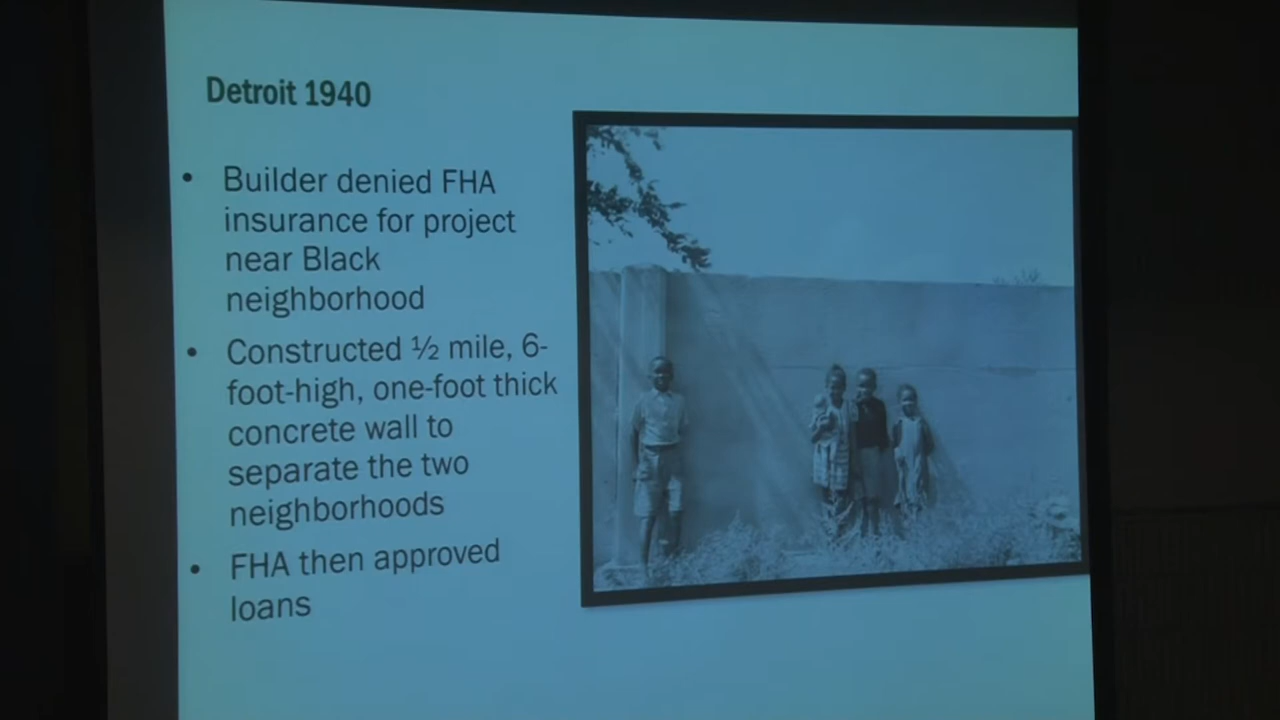 Detroit 1940
• Builder denied FHA
insurance for project
near Black
neighborhood
• Constructed ½ mile, 6-
foot-high, one-foot thick
concrete wall to
separate the two
neighborhoods
• FHA then approved
loans